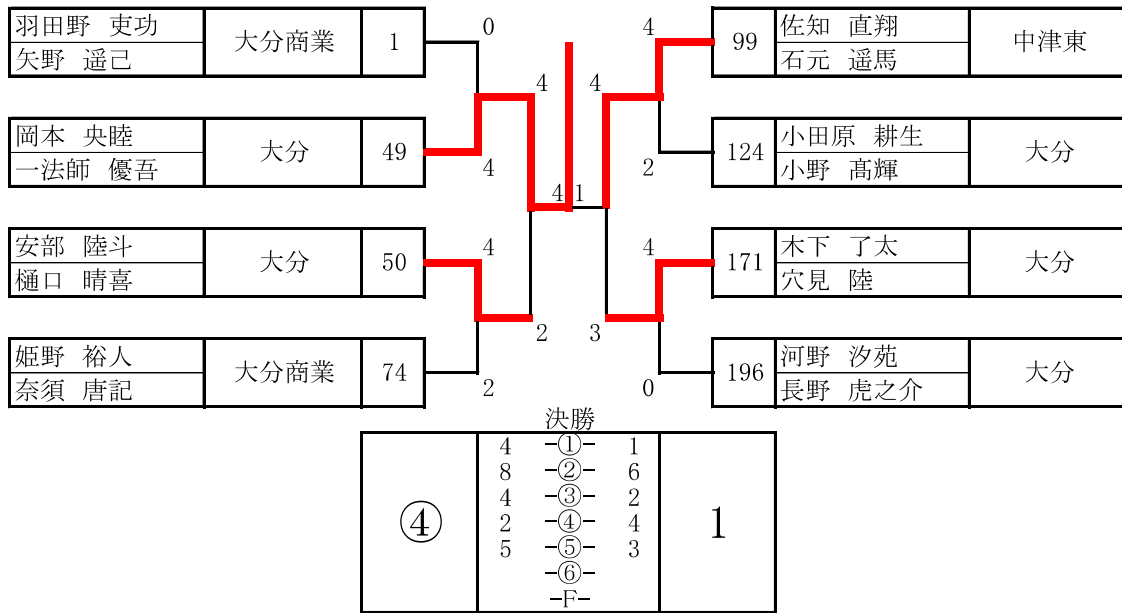 羽田野 吏功 大分商業 1 0 4 99 佐知 直翔 中津東
矢野 遥己 石元 遥馬
4 4
岡本 央睦 大分 49 4 2 124 小田原 耕生 大分
一法師 優吾 小野 髙輝
4 1
安部 陸斗 大分 50 4 4 171 木下 了太 大分
樋口 晴喜 穴見 陸
2 3
姫野 裕人 大分商業 74 2 0 196 河野 汐苑 大分
奈須 唐記 長野 虎之介
決勝
4 -①- 1
8 -②- 6
4 -③- 2
④ 2 -④- 4 1
5 -⑤- 3
-⑥-
-F-